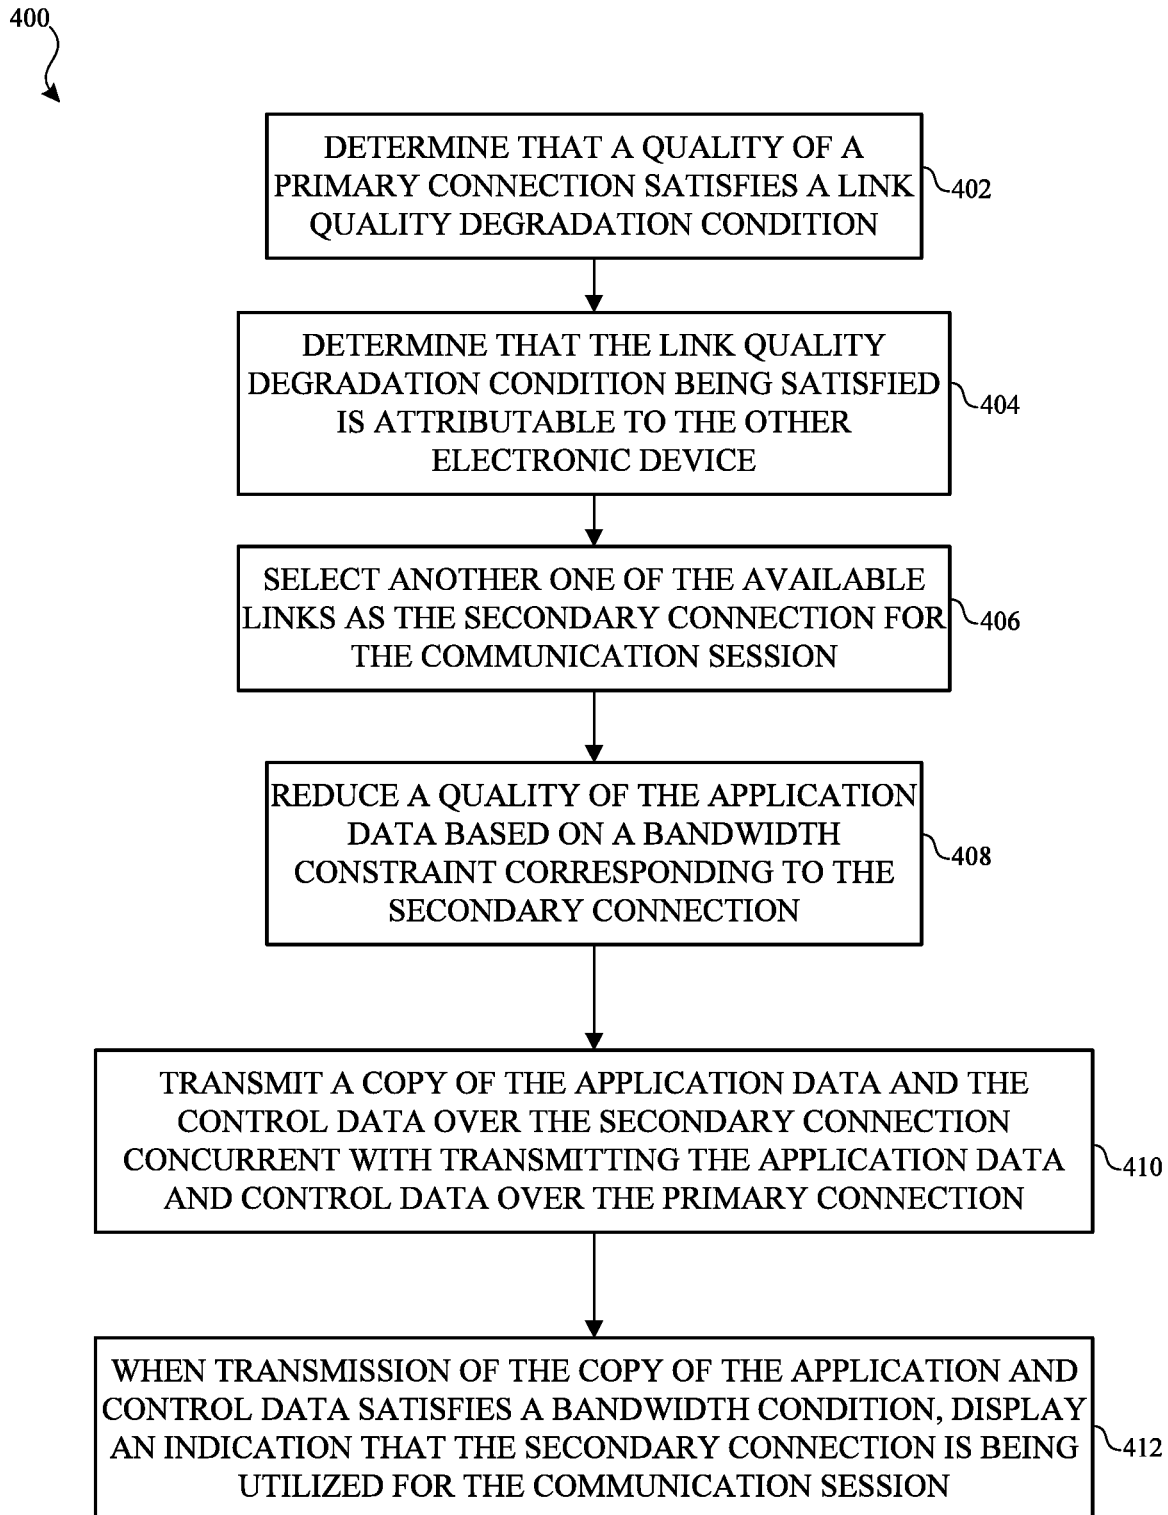 400
DETERMINE THAT A QUALITY OF A
PRIMARY CONNECTION SATISFIES A LINK
QUALITY DEGRADATION CONDITION
402
DETERMINE THAT THE LINK QUALITY
DEGRADATION CONDITION BEING SATISFIED
IS ATTRIBUTABLE TO THE OTHER
ELECTRONIC DEVICE
404
SELECT ANOTHER ONE OF THE AVAILABLE
LINKS AS THE SECONDARY CONNECTION FOR
THE COMMUNICATION SESSION
406
REDUCE A QUALITY OF THE APPLICATION
DATA BASED ON A BANDWIDTH
CONSTRAINT CORRESPONDING TO THE
SECONDARY CONNECTION
408
TRANSMIT A COPY OF THE APPLICATION DATA AND THE
CONTROL DATA OVER THE SECONDARY CONNECTION
CONCURRENT WITH TRANSMITTING THE APPLICATION DATA
AND CONTROL DATA OVER THE PRIMARY CONNECTION
410
WHEN TRANSMISSION OF THE COPY OF THE APPLICATION AND
CONTROL DATA SATISFIES A BANDWIDTH CONDITION, DISPLAY
AN INDICATION THAT THE SECONDARY CONNECTION IS BEING
UTILIZED FOR THE COMMUNICATION SESSION
412